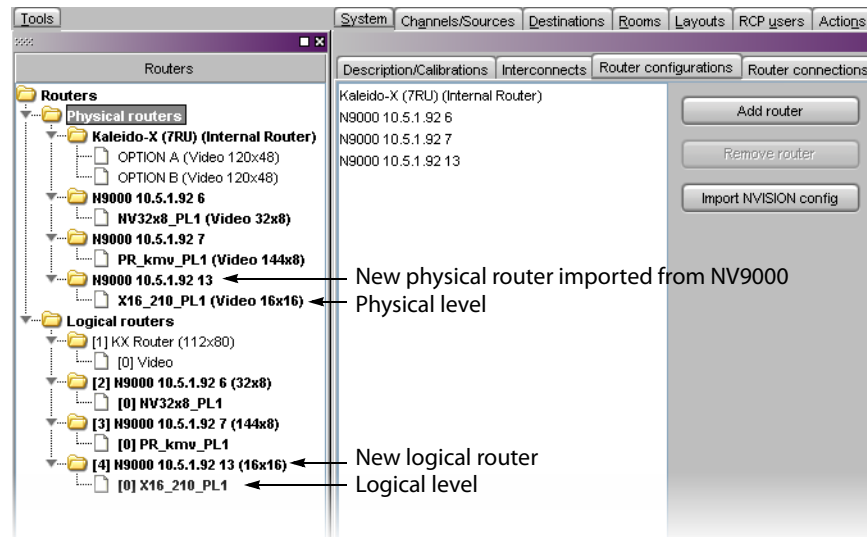 Tools
System Channels/Sources Destinations Rooms Layouts RCP users Actions
Routers
Description/Calibrations Interconnects Router configurations Router connections
Routers
Physical routers
Kaleido-X (7RU) (Internal Router)
OPTION A (Video 120x48)
OPTION B (Video 120x48)
N9000 10.5.1.92 6
NV32x8_PL1 (Video 32x8)
N9000 10.5.1.92 7
PR_kmv_PL1 (Video 144x8)
N9000 10.5.1.92 13
X16_210_PL1 (Video 16x16)
Logical routers
[1] KX Router (112x80)
[0] Video
[2] N9000 10.5.1.92 6 (32x8)
[0] NV32x8_PL1
[3] N9000 10.5.1.92 7 (144x8)
[0] PR_kmv_PL1
[4] N9000 10.5.1.92 13 (16x16)
[0] X16_210_PL1
Kaleido-X (7RU) (Internal Router)
N9000 10.5.1.92 6
N9000 10.5.1.92 7
N9000 10.5.1.92 13
Add router
Remove router
Import NVISION config
New physical router imported from NV9000
Physical level
New logical router
Logical level